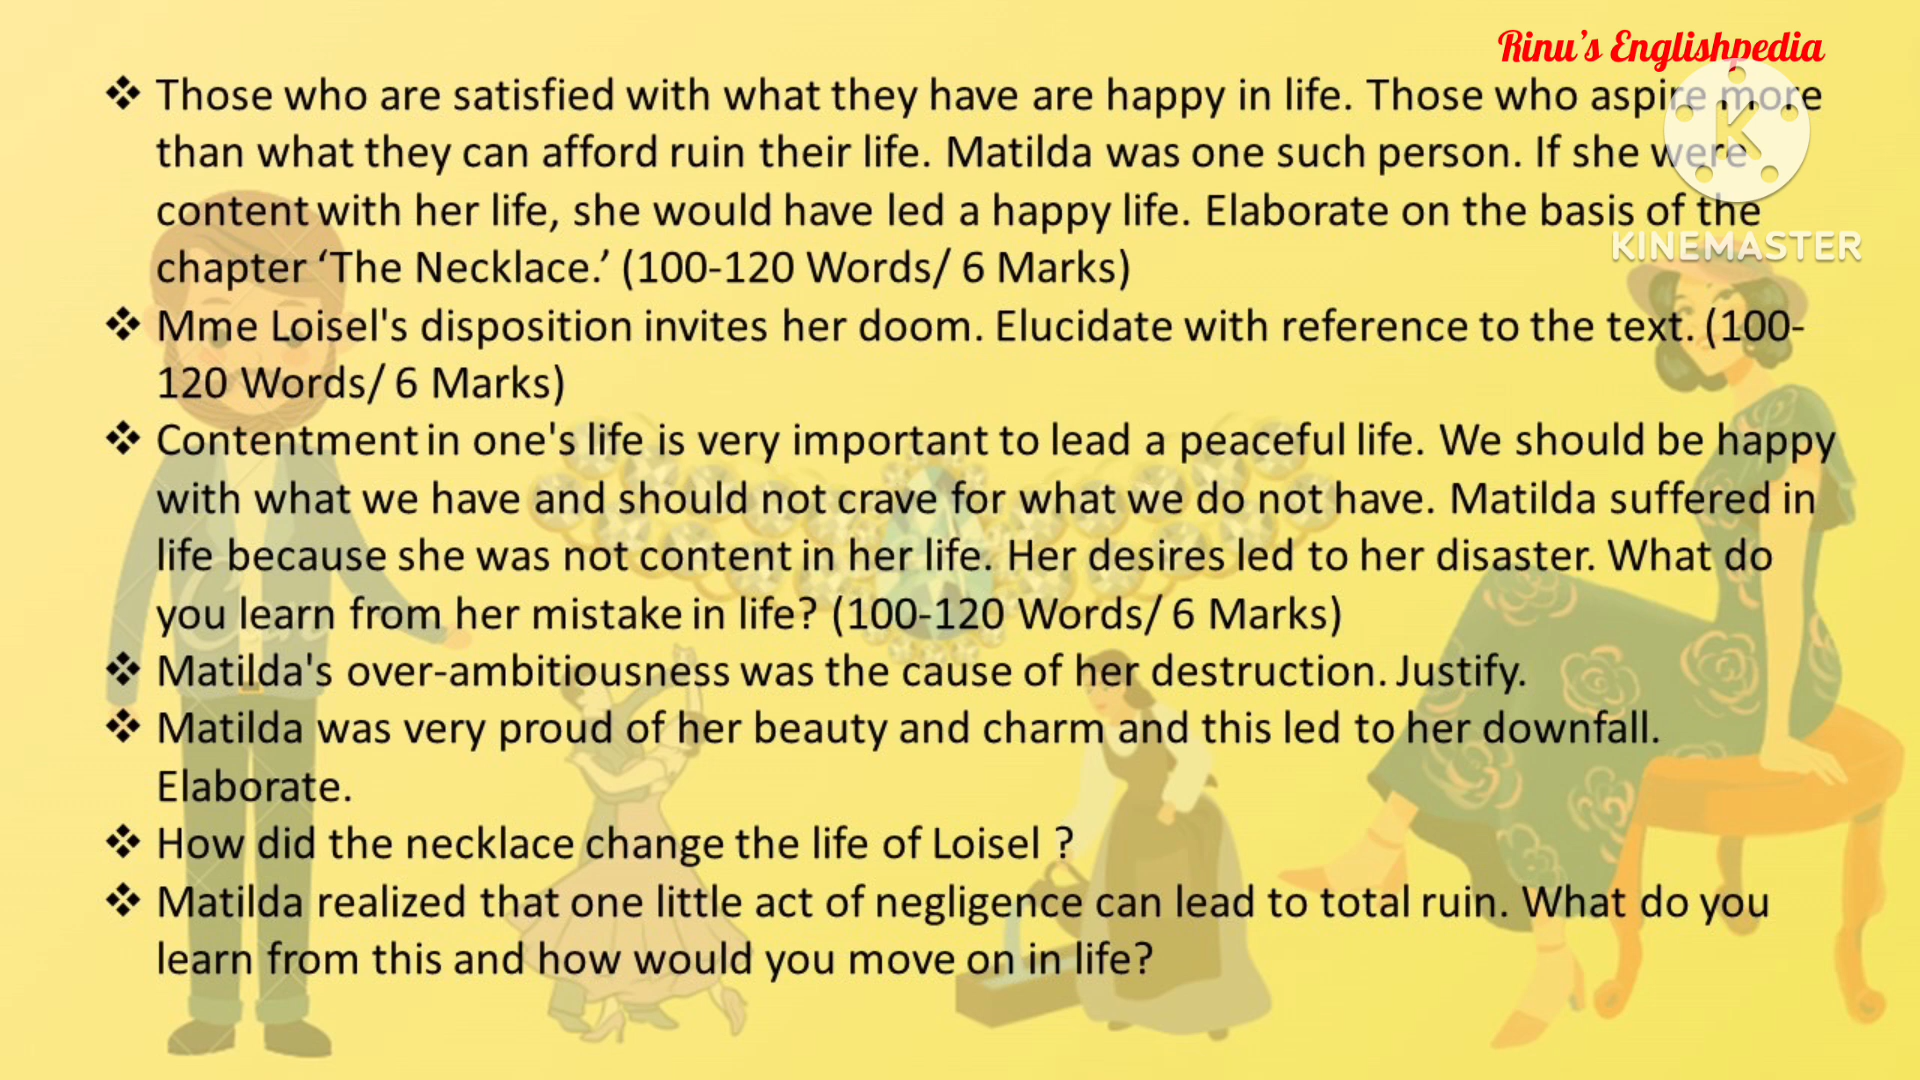 Rinu's Englishpedia
❖ Those who are satisfied with what they have are happy in life. Those who aspire more
than what they can afford ruin their life. Matilda was one such person. If she were
content with her life, she would have led a happy life. Elaborate on the basis of the
chapter ‘The Necklace.’ (100-120 Words/ 6 Marks)
KINEMASTER
❖ Mme Loisel's disposition invites her doom. Elucidate with reference to the text. (100-
120 Words/ 6 Marks)
❖ Contentment in one's life is very important to lead a peaceful life. We should be happy
with what we have and should not crave for what we do not have. Matilda suffered in
life because she was not content in her life. Her desires led to her disaster. What do
you learn from her mistake in life? (100-120 Words/ 6 Marks)
❖ Matilda's over-ambitiousness was the cause of her destruction. Justify.
❖ Matilda was very proud of her beauty and charm and this led to her downfall.
Elaborate.
❖ How did the necklace change the life of Loisel ?
❖ Matilda realized that one little act of negligence can lead to total ruin. What do you
learn from this and how would you move on in life?